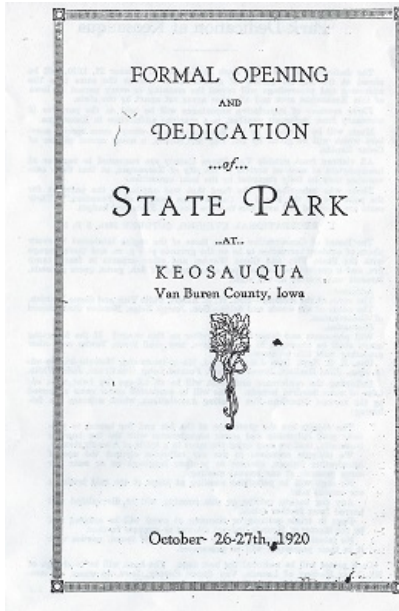 FORMAL OPENING
AND
DEDICATION
...of...
STATE PARK
..AT..
KEOSAUQUA
Van Buren County, Iowa
October 26-27th, 1920